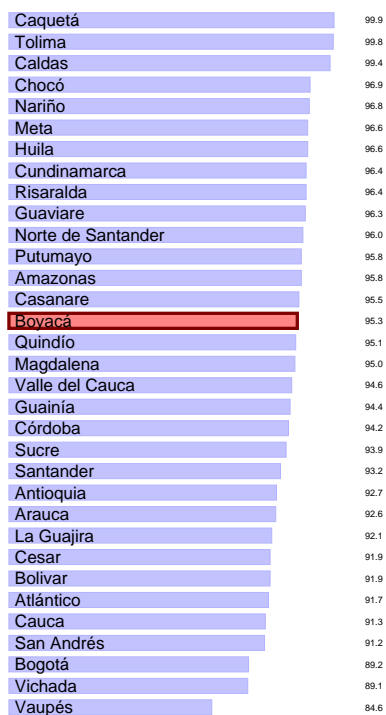 Caquetá 99.9
Tolima 99.8
Caldas 99.4
Chocó 96.9
Nariño 96.8
Meta 96.6
Huila 96.6
Cundinamarca 96.4
Risaralda 96.4
Guaviare 96.3
Norte de Santander 96.0
Putumayo 95.8
Amazonas 95.8
Casanare 95.5
Boyacá 95.3
Quindío 95.1
Magdalena 95.0
Valle del Cauca 94.6
Guainía 94.4
Córdoba 94.2
Sucre 93.9
Santander 93.2
Antioquia 92.7
Arauca 92.6
La Guajira 92.1
Cesar 91.9
Bolivar 91.9
Atlántico 91.7
Cauca 91.3
San Andrés 91.2
Bogotá 89.2
Vichada 89.1
Vaupés 84.6